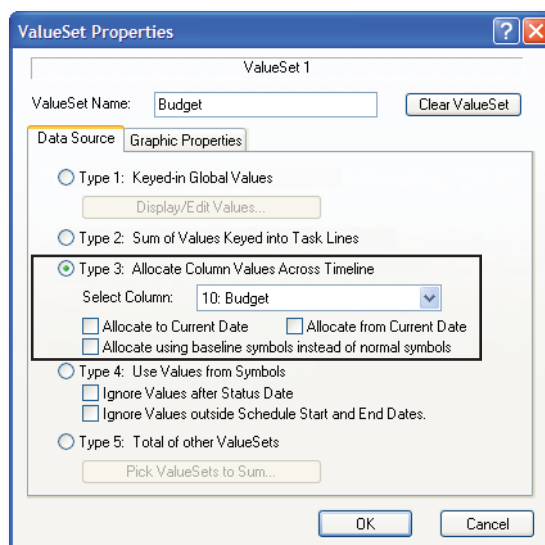 ValueSet Properties
ValueSet 1
ValueSet Name: Budget Clear ValueSet
Data Source Graphic Properties
Type 1: Keyed-in Global Values
Display/Edit Values...
Type 2: Sum of Values Keyed into Task Lines
Type 3: Allocate Column Values Across Timeline
Select Column: 10: Budget
Allocate to Current Date Allocate from Current Date
Allocate using baseline symbols instead of normal symbols
Type 4: Use Values from Symbols
Ignore Values after Status Date
Ignore Values outside Schedule Start and End Dates.
Type 5: Total of other ValueSets
Pick ValueSets to Sum...
OK Cancel